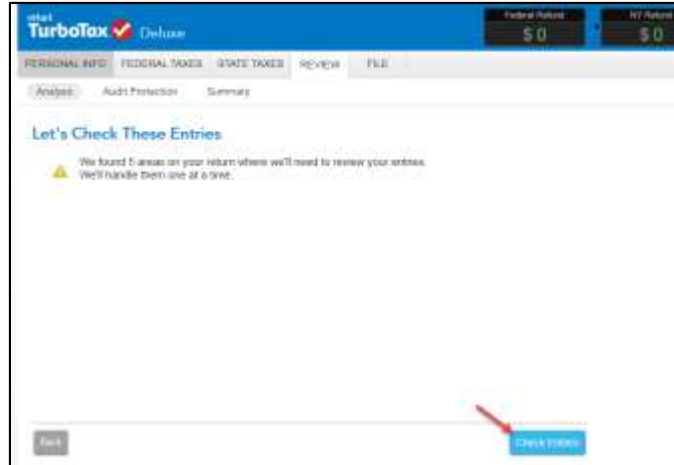 intuit
TurboTax Deluxe
Federal Refund
$ 0
NY Refund
$ 0
PERSONAL INFO FEDERAL TAXES STATE TAXES REVIEW FILE
Analysis Audit Protection Summary
Let's Check These Entries
We found 5 areas on your return where we'll need to review your entries.
We'll handle them one at a time.
Back
Check Entries